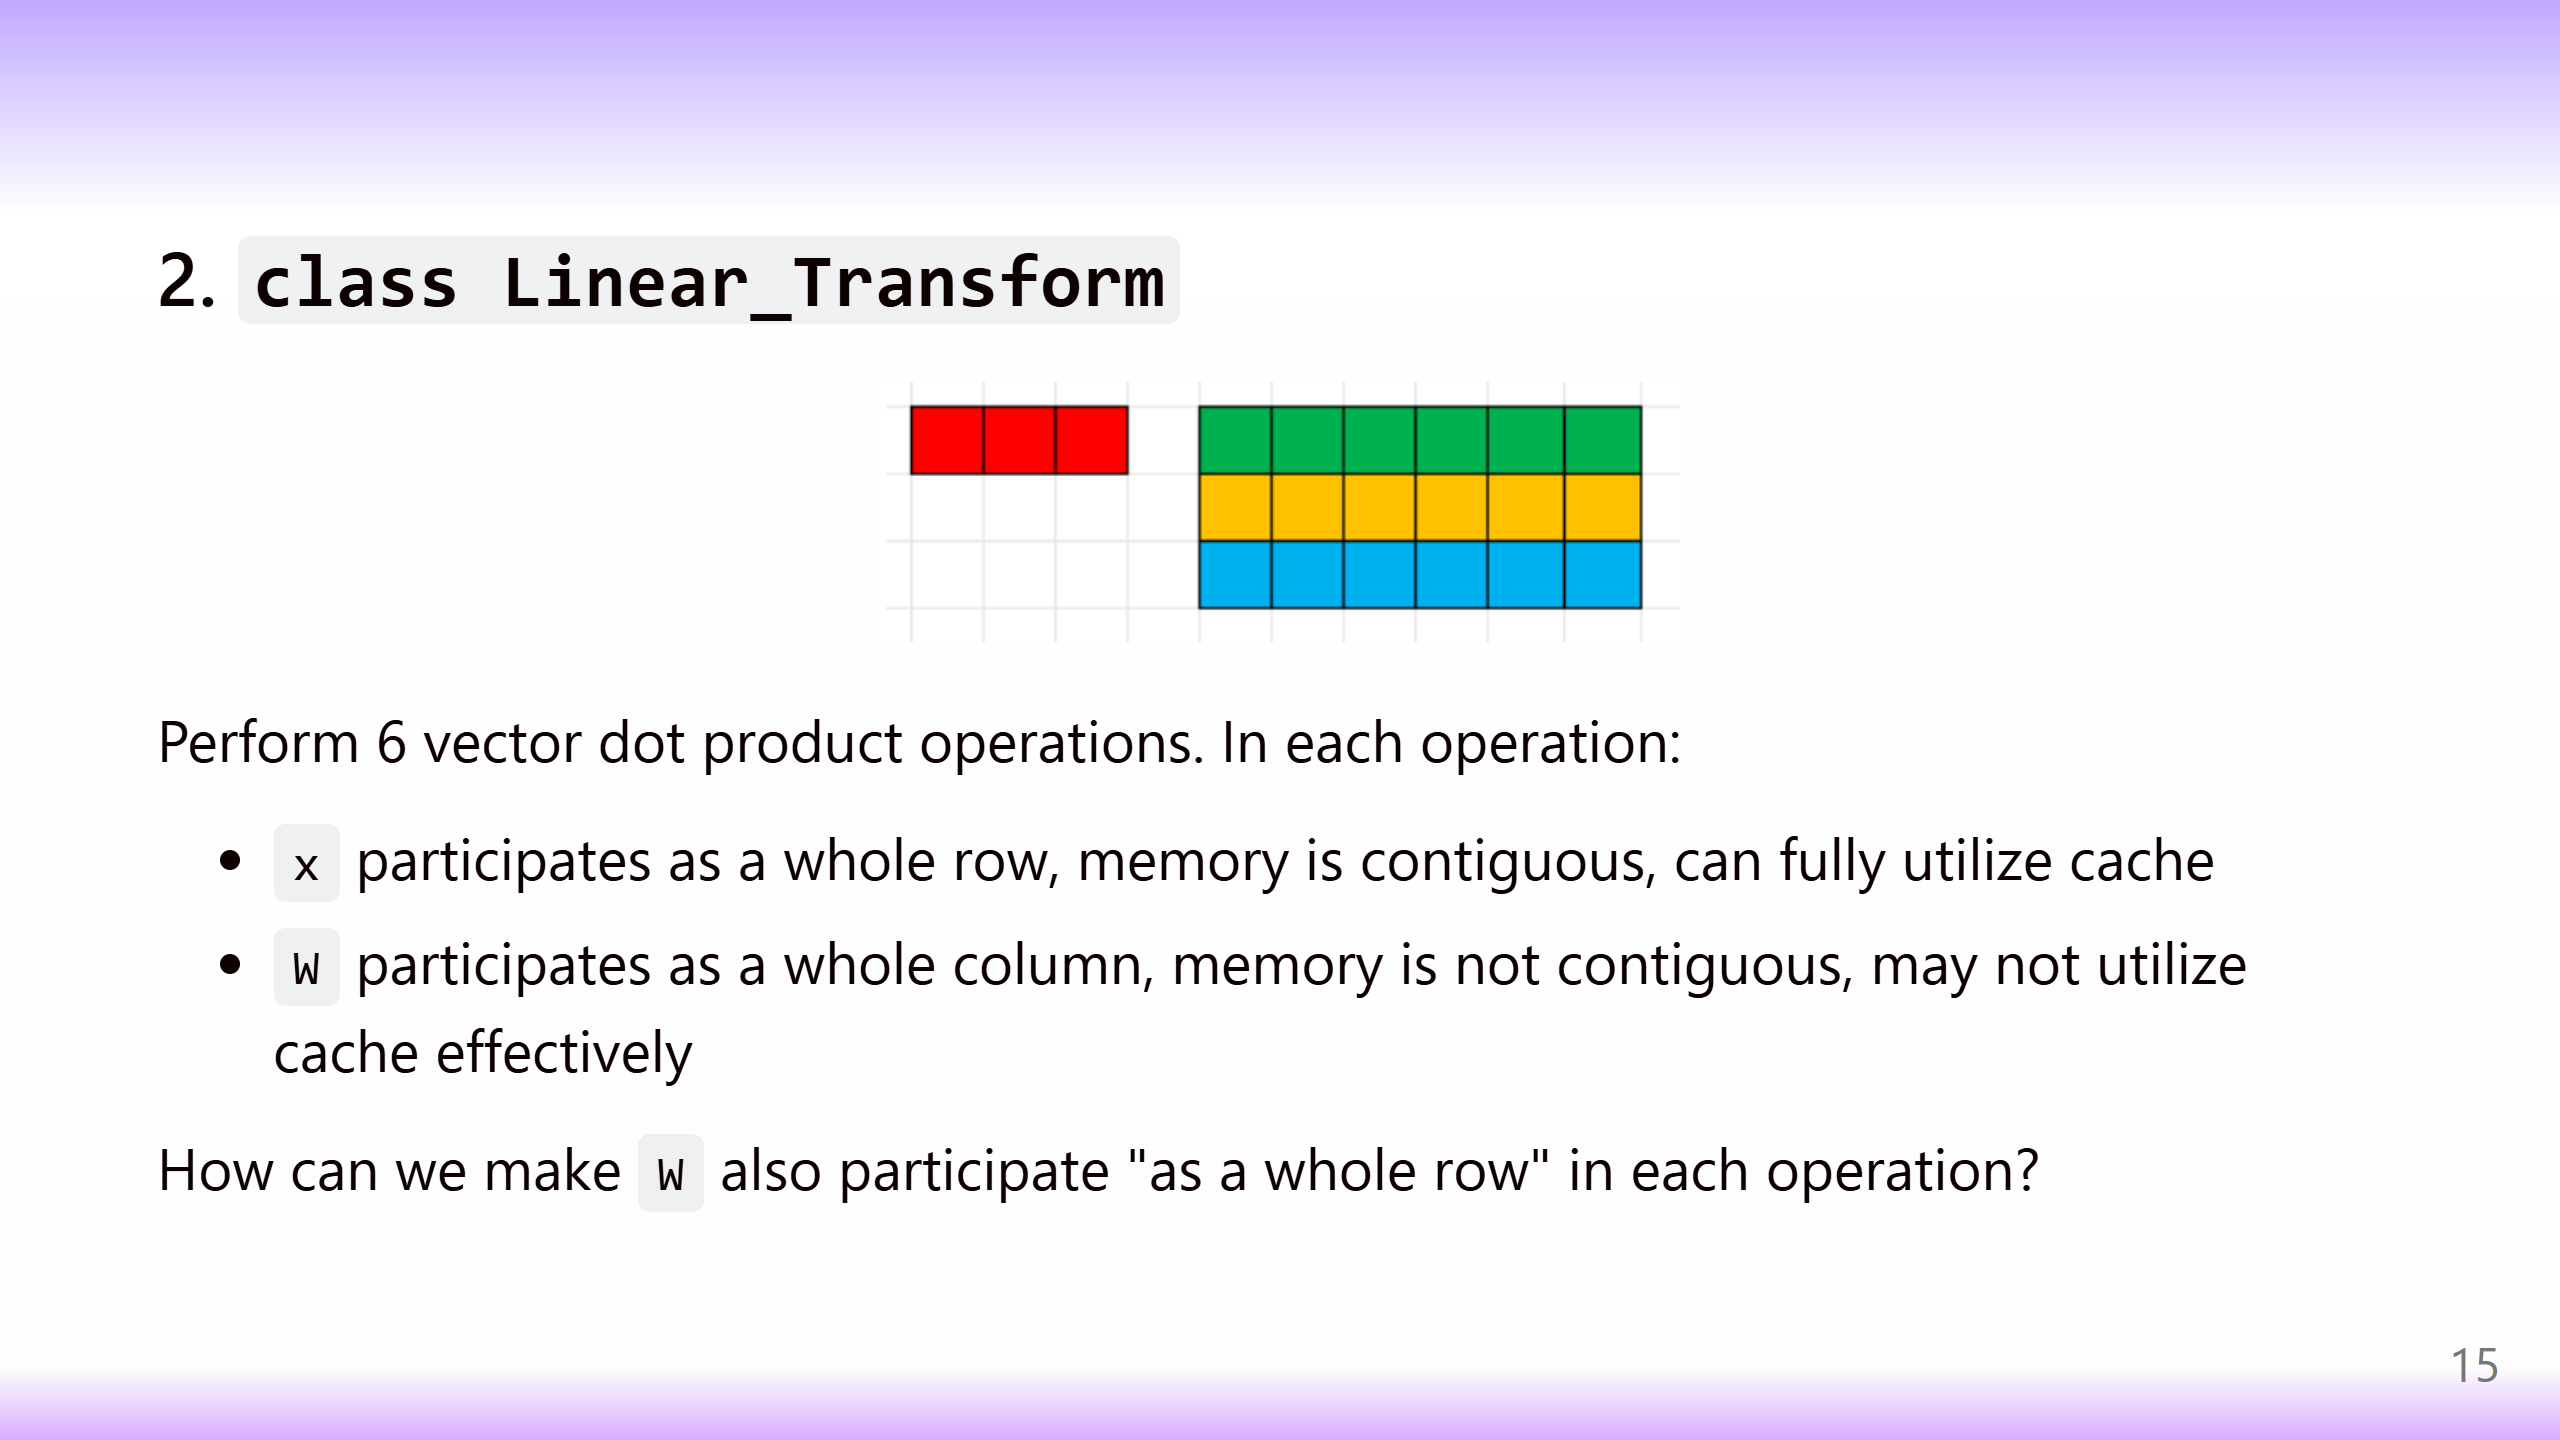 2. class Linear_Transform
Perform 6 vector dot product operations. In each operation:
• x participates as a whole row, memory is contiguous, can fully utilize cache
• W participates as a whole column, memory is not contiguous, may not utilize
cache effectively
How can we make W also participate "as a whole row" in each operation?
15